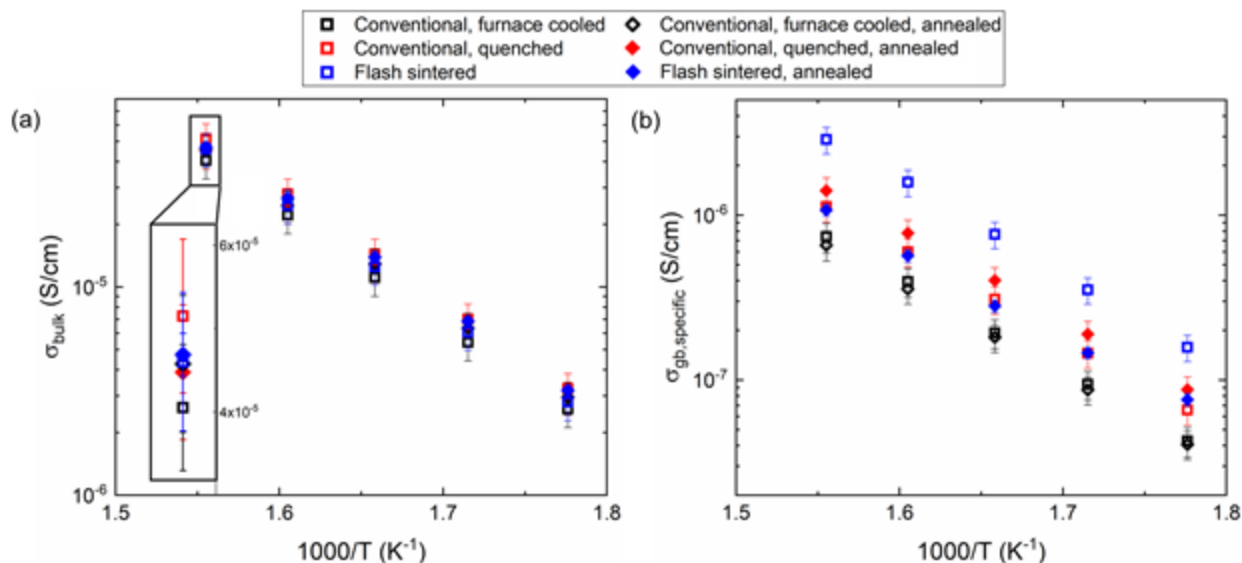 Conventional, furnace cooled
Conventional, furnace cooled, annealed
Conventional, quenched
Conventional, quenched, annealed
Flash sintered
Flash sintered, annealed
(a)
σbulk (S/cm)
10⁻⁵
10⁻⁶
6x10⁻⁵
4x10⁻⁵
1.5 1.6 1.7 1.8
1000/T (K⁻¹)
(b)
σgb,specific (S/cm)
10⁻⁶
10⁻⁷
1.5 1.6 1.7 1.8
1000/T (K⁻¹)